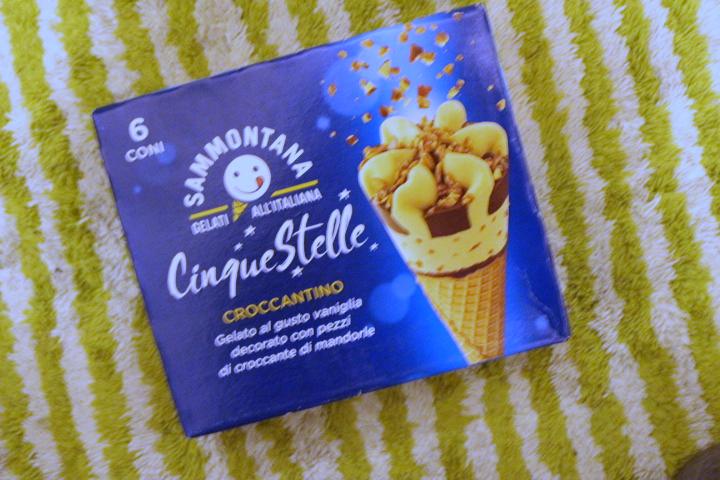 6
CONI
SAMMONTANA
GELATI ALL'ITALIANA
CinqueStelle
CROCCANTINO
Gelato al gusto vaniglia
decorato con pezzi
di croccante di mandorle